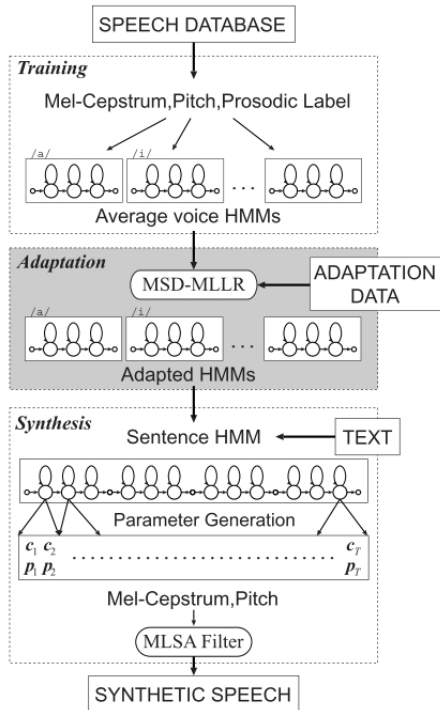 SPEECH DATABASE
Training
Mel-Cepstrum,Pitch,Prosodic Label
/a/ /i/
. . .
Average voice HMMs
Adaptation
MSD-MLLR
ADAPTATION
DATA
/a/ /i/
. . .
Adapted HMMs
Synthesis
Sentence HMM
TEXT
Parameter Generation
c1 c2 . . . . . . . . . . . . . . . . . . . . . . . . . . . . . . . . . . cT
p1 p2 pT
Mel-Cepstrum,Pitch
MLSA Filter
SYNTHETIC SPEECH